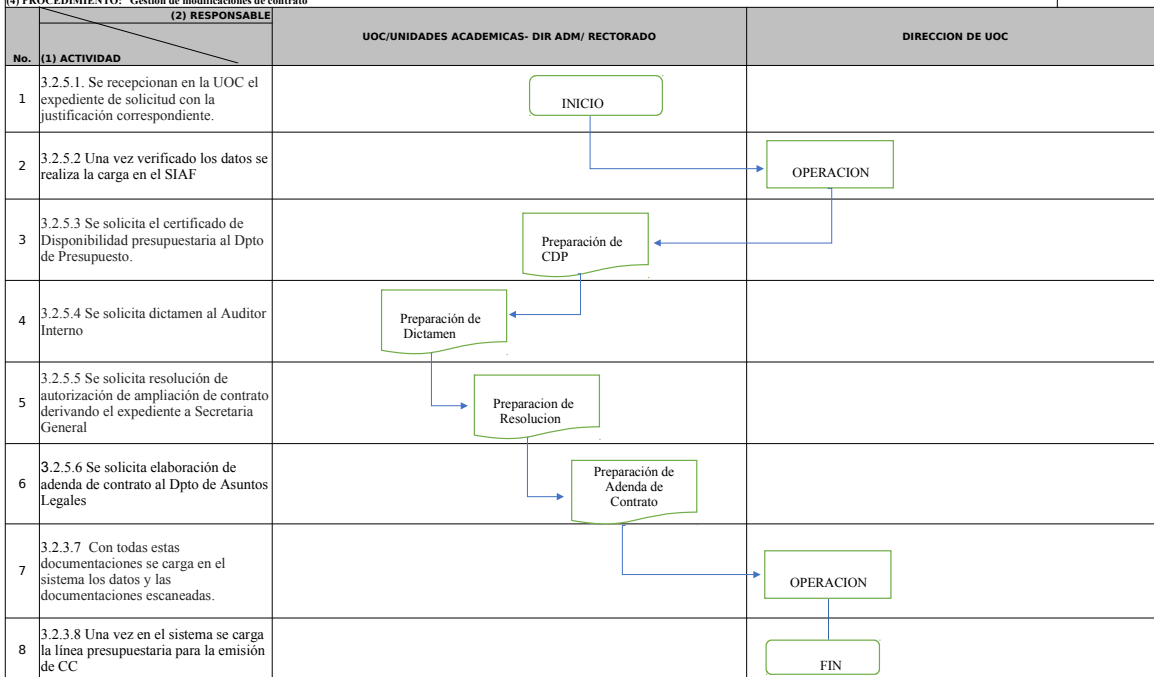 (4) PROCEDIMIENTO: Gestión de modificaciones de contrato
(2) RESPONSABLE
No. (1) ACTIVIDAD
UOC/UNIDADES ACADEMICAS- DIR ADM/ RECTORADO
DIRECCION DE UOC
1
3.2.5.1. Se recepcionan en la UOC el
expediente de solicitud con la
justificación correspondiente.
INICIO
2
3.2.5.2 Una vez verificado los datos se
realiza la carga en el SIAF
OPERACION
3
3.2.5.3 Se solicita el certificado de
Disponibilidad presupuestaria al Dpto
de Presupuesto.
Preparación de
CDP
4
3.2.5.4 Se solicita dictamen al Auditor
Interno
Preparación de
Dictamen
5
3.2.5.5 Se solicita resolución de
autorización de ampliación de contrato
derivando el expediente a Secretaria
General
Preparacion de
Resolucion
6
3.2.5.6 Se solicita elaboración de
adenda de contrato al Dpto de Asuntos
Legales
Preparación de
Adenda de
Contrato
7
3.2.3.7 Con todas estas
documentaciones se carga en el
sistema los datos y las
documentaciones escaneadas.
OPERACION
8
3.2.3.8 Una vez en el sistema se carga
la línea presupuestaria para la emisión
de CC
FIN